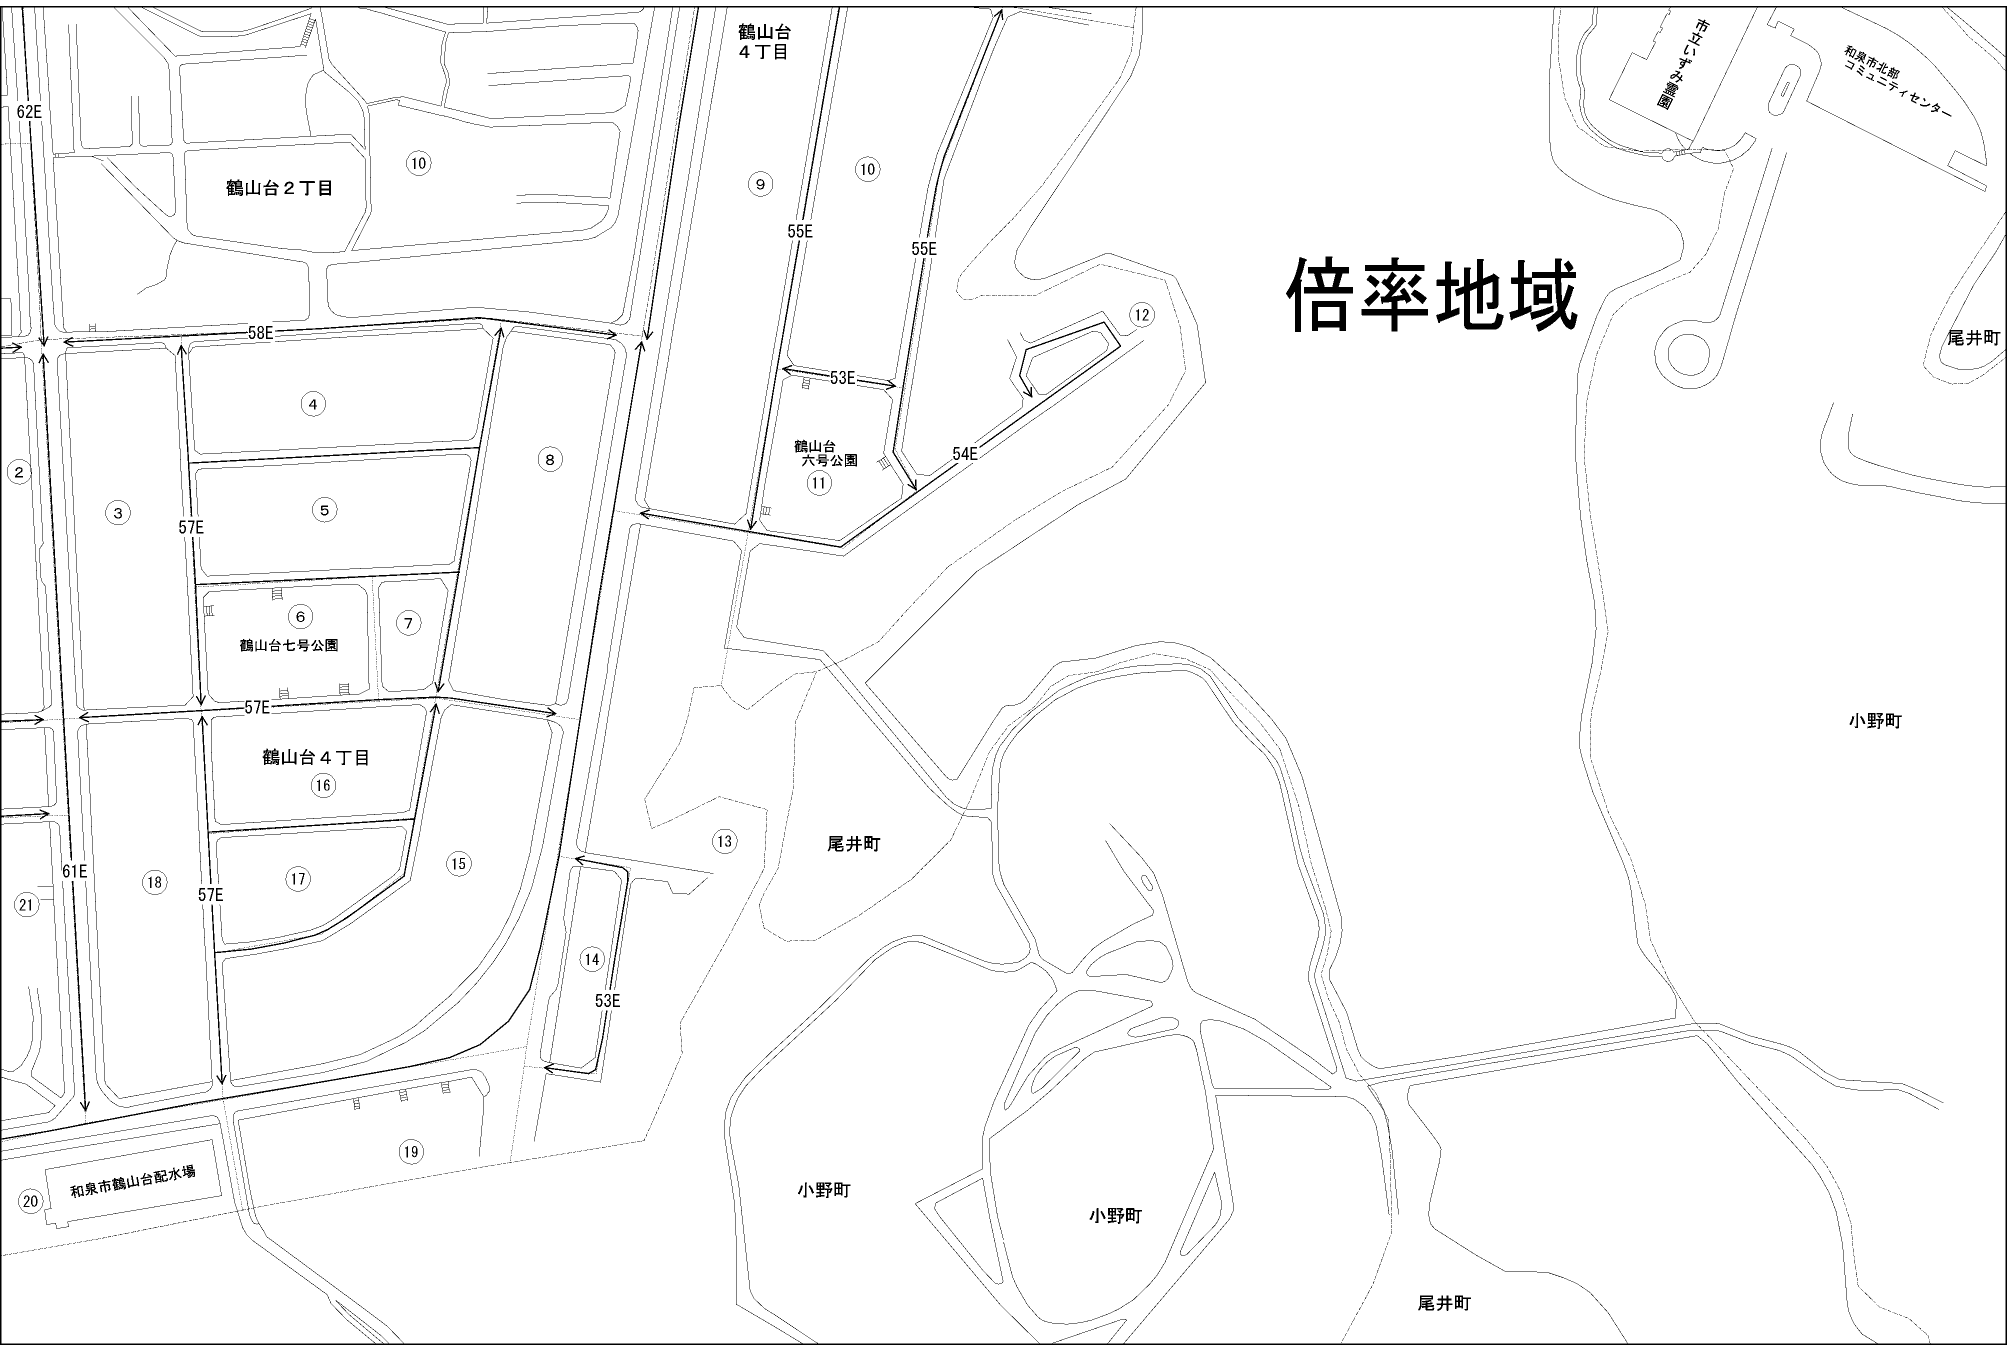 鶴山台
４丁目
市立いずみ霊園
和泉市北部
コミュニティセンター
62E
10
鶴山台２丁目
9
10
55E
55E
倍率地域
12
58E
尾井町
53E
4
54E
鶴山台
六号公園
2
8
11
3
5
57E
6
7
鶴山台七号公園
57E
小野町
鶴山台４丁目
16
13
尾井町
61E
18
57E
17
15
21
14
53E
19
和泉市鶴山台配水場
20
小野町
小野町
尾井町